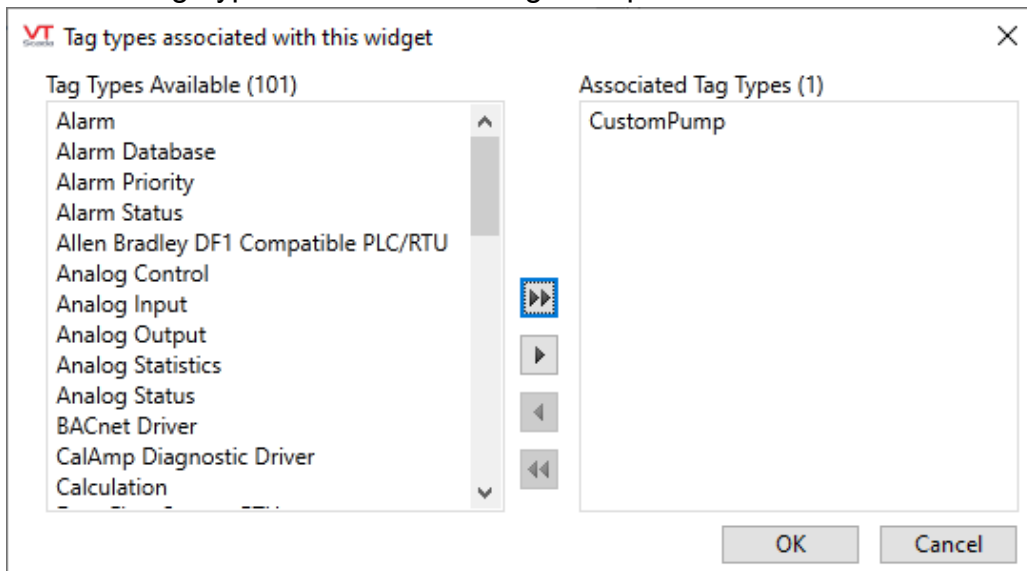 VT
Scada
Tag types associated with this widget
Tag Types Available (101)
Alarm
Alarm Database
Alarm Priority
Alarm Status
Allen Bradley DF1 Compatible PLC/RTU
Analog Control
Analog Input
Analog Output
Analog Statistics
Analog Status
BACnet Driver
CalAmp Diagnostic Driver
Calculation
Associated Tag Types (1)
CustomPump
OK
Cancel